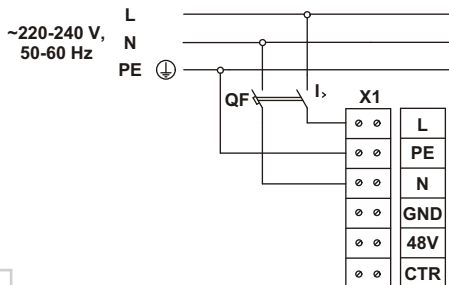 ~220-240 V,
50-60 Hz
L
N
PE
QF
I>
X1
L
PE
N
GND
48V
CTR